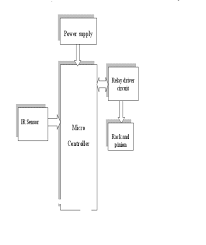 Power supply
Relay driver
circuit
IR Sensor
Micro
Controller
Rack and
pinion